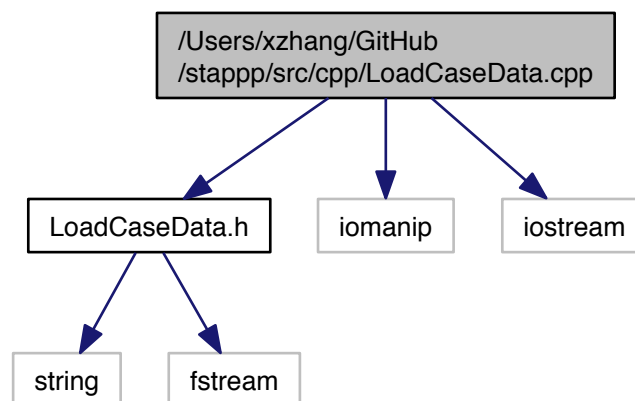 /Users/xzhang/GitHub
/stappp/src/cpp/LoadCaseData.cpp
LoadCaseData.h
iomanip
iostream
string
fstream